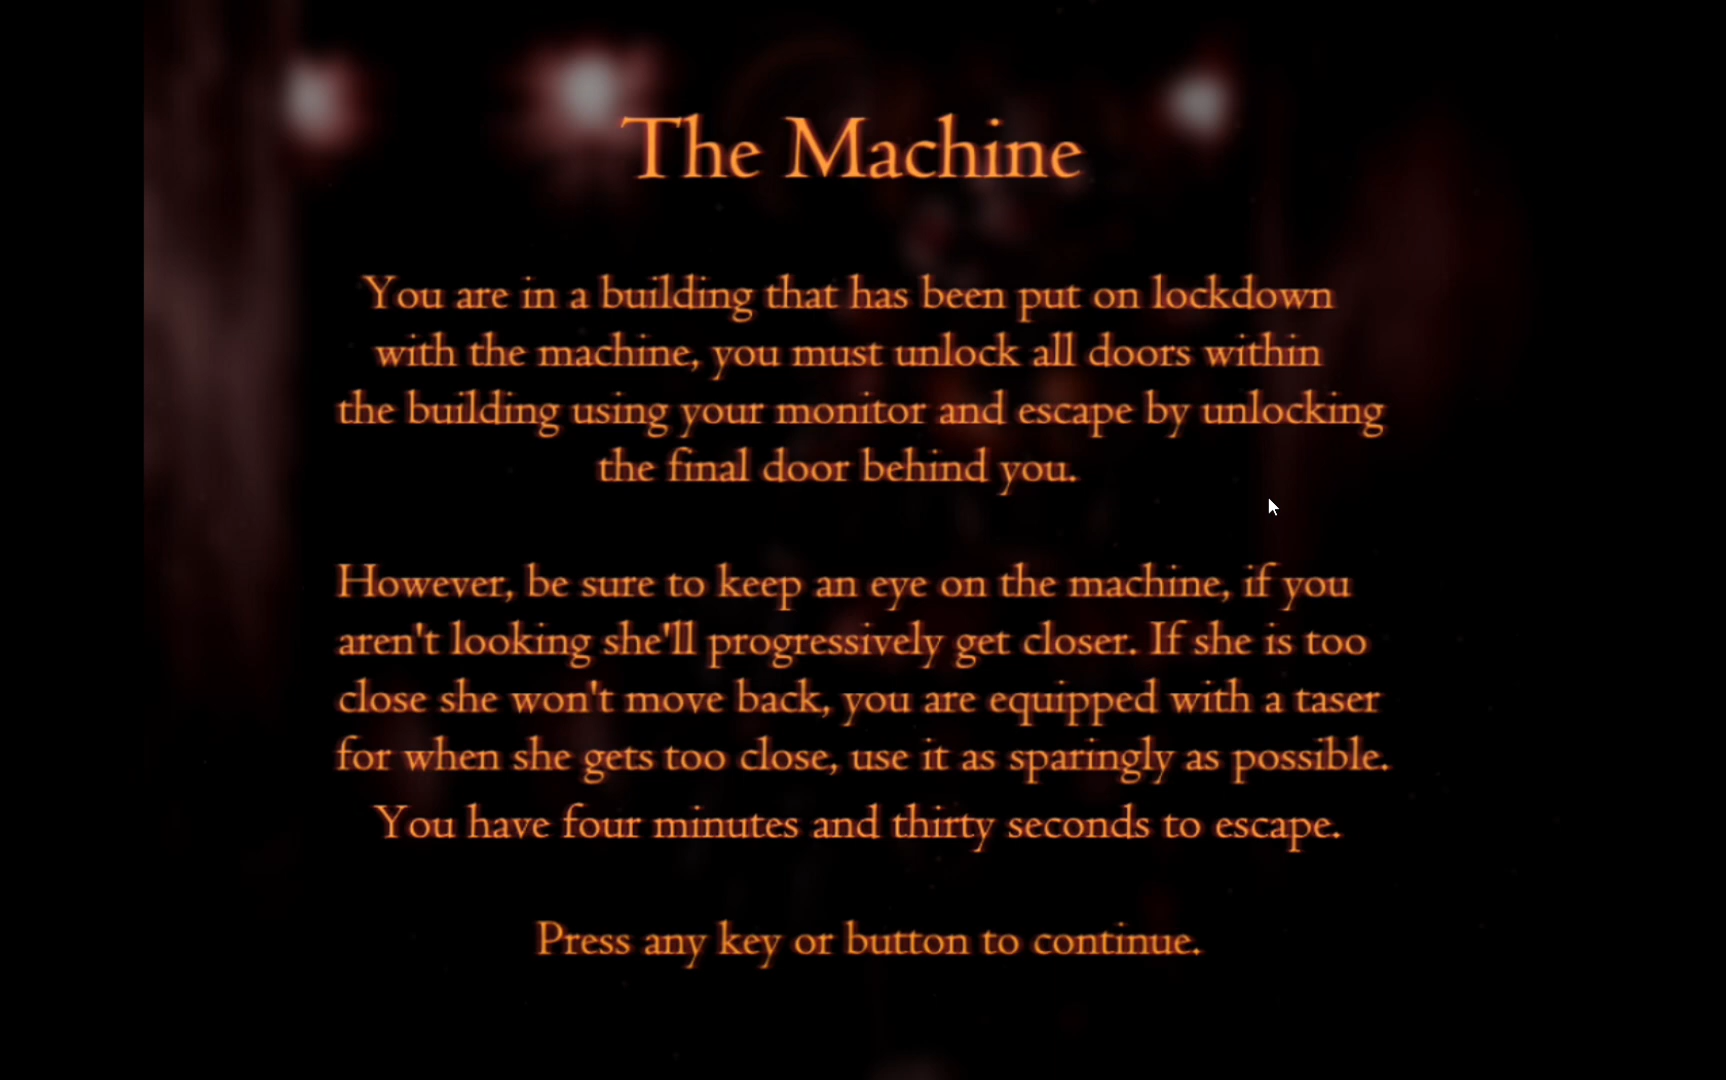 The Machine
You are in a building that has been put on lockdown
with the machine, you must unlock all doors within
the building using your monitor and escape by unlocking
the final door behind you.
However, be sure to keep an eye on the machine, if you
aren't looking she'll progressively get closer. If she is too
close she won't move back, you are equipped with a taser
for when she gets too close, use it as sparingly as possible.
You have four minutes and thirty seconds to escape.
Press any key or button to continue.